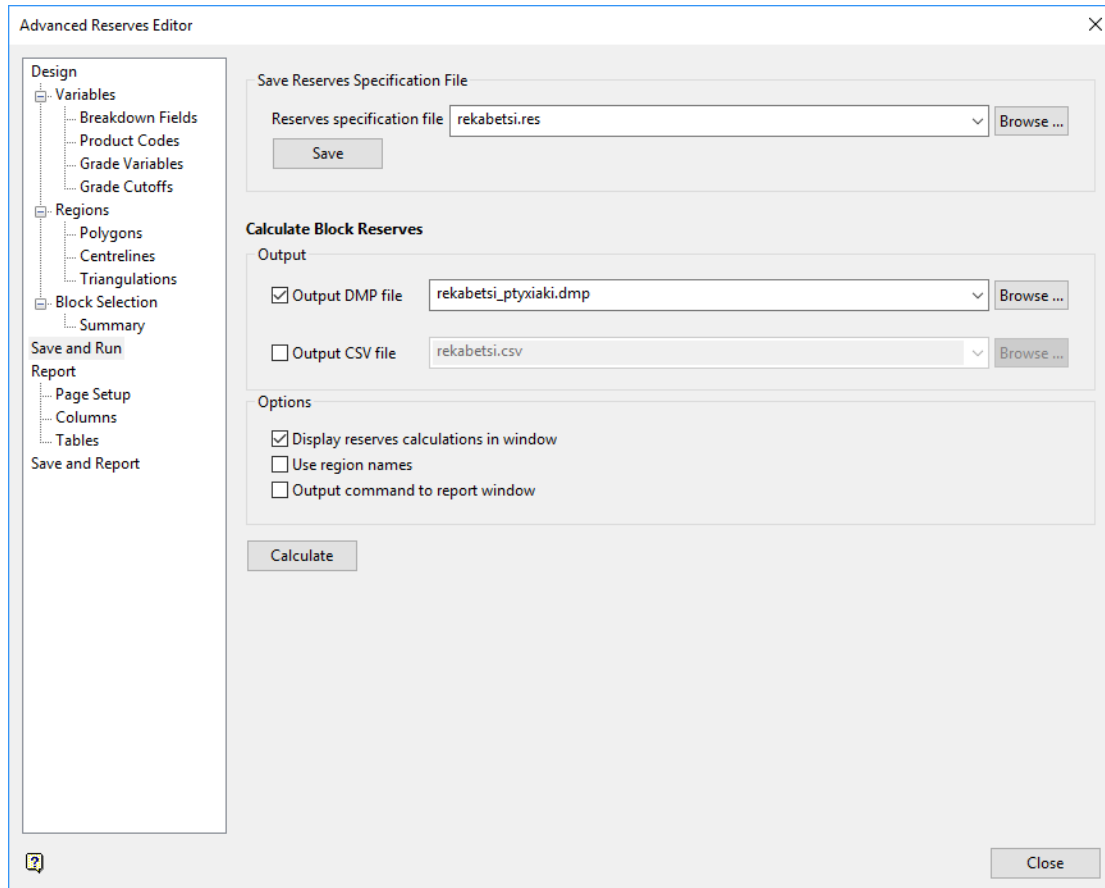 Advanced Reserves Editor
Design
Variables
Breakdown Fields
Product Codes
Grade Variables
Grade Cutoffs
Regions
Polygons
Centrelines
Triangulations
Block Selection
Summary
Save and Run
Report
Page Setup
Columns
Tables
Save and Report
Save Reserves Specification File
Reserves specification file rekabetsi.res Browse ...
Save
Calculate Block Reserves
Output
Output DMP file rekabetsi_ptyxiaki.dmp Browse ...
Output CSV file rekabetsi.csv Browse ...
Options
Display reserves calculations in window
Use region names
Output command to report window
Calculate
Close